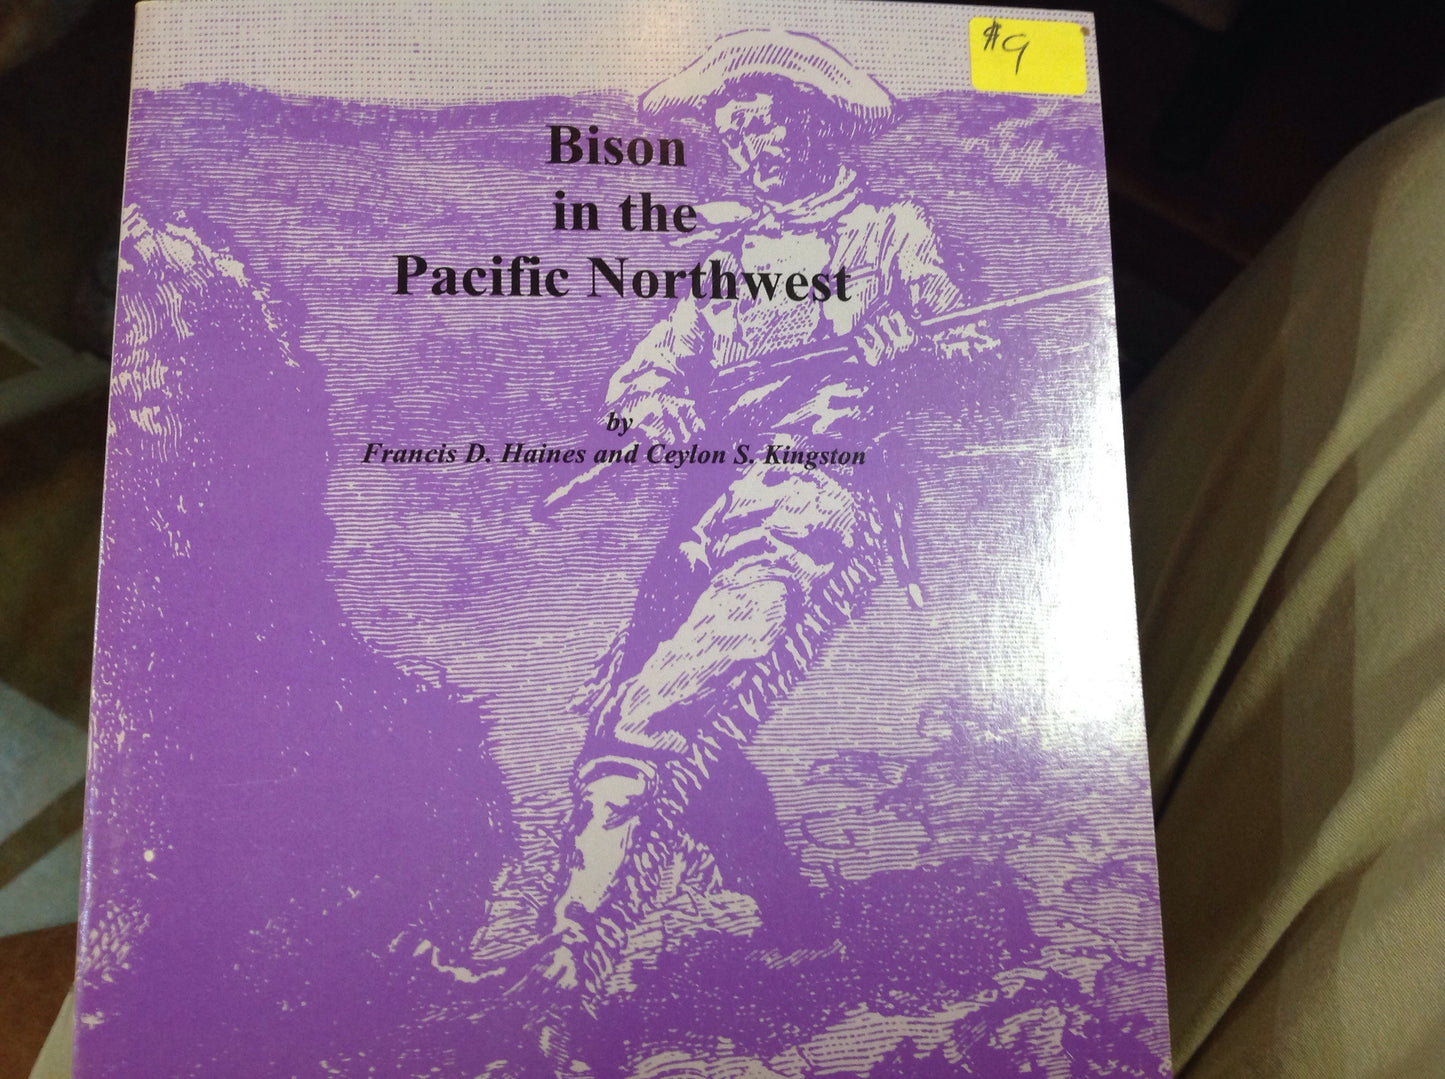 $9
Bison
in the
Pacific Northwest
by
Francis D. Haines and Ceylon S. Kingston